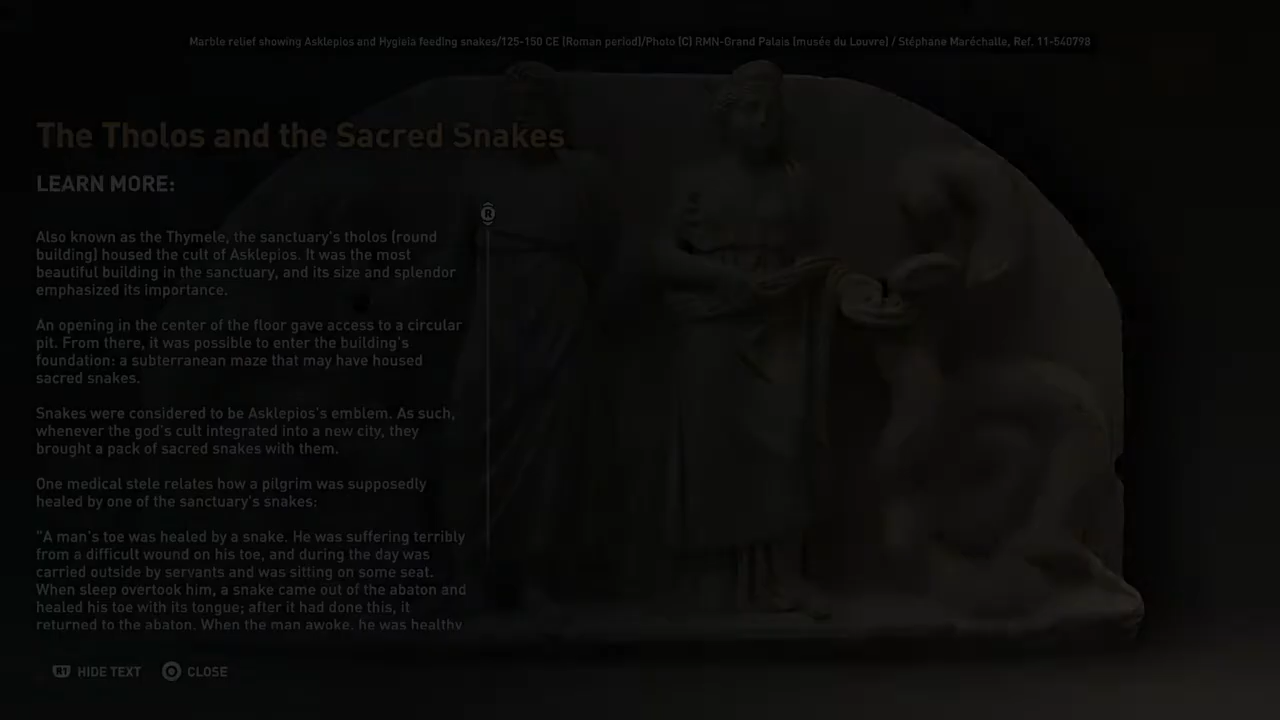 Marble relief showing Asklepios and Hygieia feeding snakes/125-150 CE (Roman period)/Photo (C) RMN-Grand Palais (musée du Louvre) / Stéphane Maréchalle, Ref. 11-540798
The Tholos and the Sacred Snakes
LEARN MORE:
R
Also known as the Thymele, the sanctuary's tholos (round
building) housed the cult of Asklepios. It was the most
beautiful building in the sanctuary, and its size and splendor
emphasized its importance.
An opening in the center of the floor gave access to a circular
pit. From there, it was possible to enter the building's
foundation: a subterranean maze that may have housed
sacred snakes.
Snakes were considered to be Asklepios's emblem. As such,
whenever the god's cult integrated into a new city, they
brought a pack of sacred snakes with them.
One medical stele relates how a pilgrim was supposedly
healed by one of the sanctuary's snakes:
"A man's toe was healed by a snake. He was suffering terribly
from a difficult wound on his toe, and during the day was
carried outside by servants and was sitting on some seat.
When sleep overtook him, a snake came out of the abaton and
healed his toe with its tongue; after it had done this, it
returned to the abaton. When the man awoke, he was healthy
R1 HIDE TEXT CLOSE